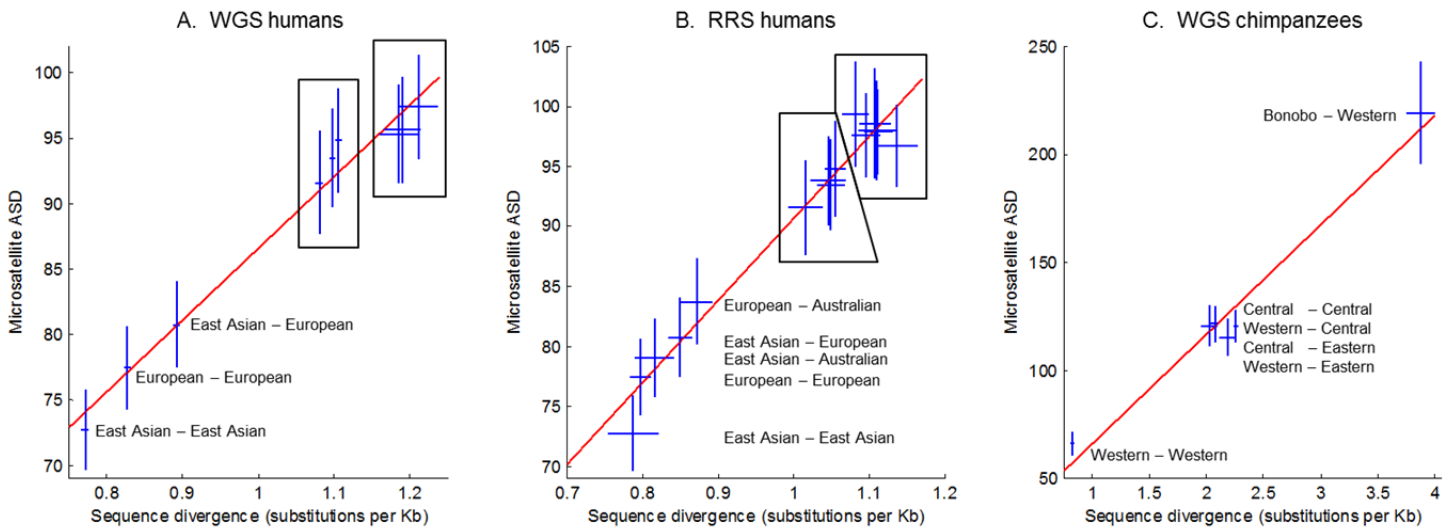 A. WGS humans
100
95
90
85
80
75
70
Microsatellite ASD
East Asian – European
European – European
East Asian – East Asian
0.8
0.9
1
1.1
1.2
Sequence divergence (substitutions per Kb)
B. RRS humans
105
100
95
90
85
80
75
70
Microsatellite ASD
European – Australian
East Asian – European
East Asian – Australian
European – European
East Asian – East Asian
0.7
0.8
0.9
1
1.1
1.2
Sequence divergence (substitutions per Kb)
C. WGS chimpanzees
250
200
150
100
50
Microsatellite ASD
Bonobo – Western
Central – Central
Western – Central
Central – Eastern
Western – Eastern
Western – Western
1
1.5
2
2.5
3
3.5
4
Sequence divergence (substitutions per Kb)